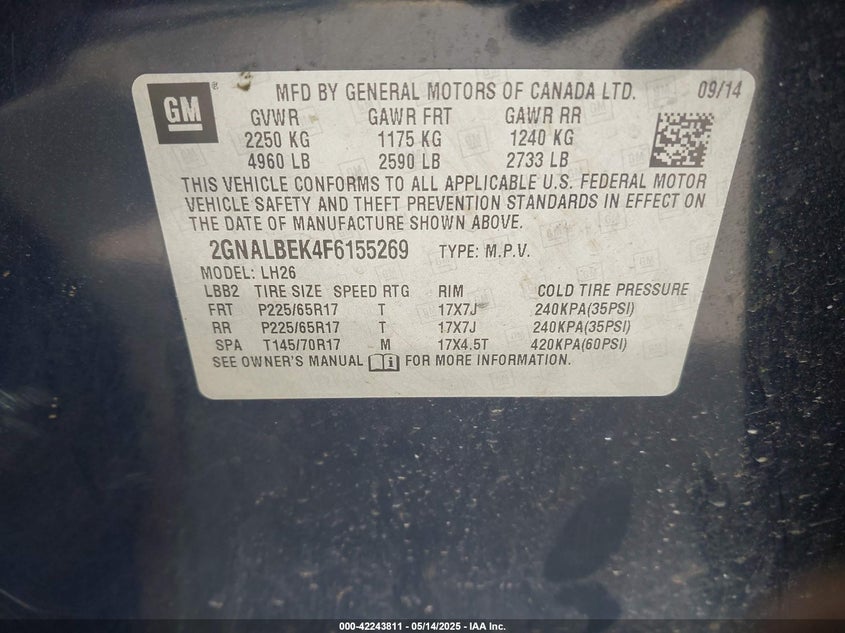 GM
MFD BY GENERAL MOTORS OF CANADA LTD. 09/14
GVWR GAWR FRT GAWR RR
2250 KG 1175 KG 1240 KG
4960 LB 2590 LB 2733 LB
THIS VEHICLE CONFORMS TO ALL APPLICABLE U.S. FEDERAL MOTOR
VEHICLE SAFETY AND THEFT PREVENTION STANDARDS IN EFFECT ON
THE DATE OF MANUFACTURE SHOWN ABOVE.
2GNALBEK4F6155269 TYPE: M.P.V.
MODEL: LH26
LBB2 TIRE SIZE SPEED RTG RIM COLD TIRE PRESSURE
FRT P225/65R17 T 17X7J 240KPA(35PSI)
RR P225/65R17 T 17X7J 240KPA(35PSI)
SPA T145/70R17 M 17X4.5T 420KPA(60PSI)
SEE OWNER'S MANUAL FOR MORE INFORMATION.
000-42243811 - 05/14/2025 - IAA Inc.